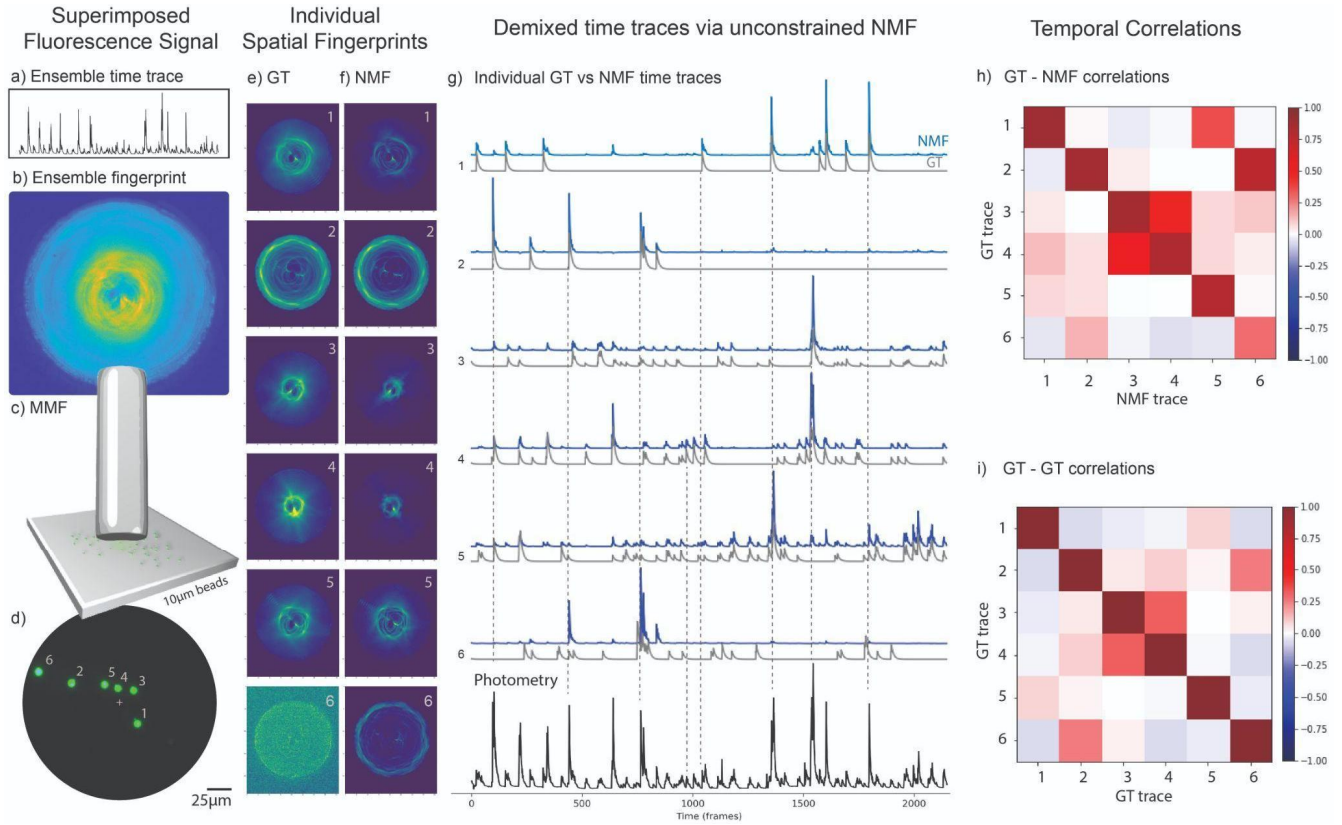 Superimposed
Fluorescence Signal
Individual
Spatial Fingerprints
Demixed time traces via unconstrained NMF
Temporal Correlations
a) Ensemble time trace
b) Ensemble fingerprint
c) MMF
10µm beads
d)
6
2
5
4
3
+
1
25µm
e) GT
f) NMF
1
1
2
2
3
3
4
4
5
5
6
6
g) Individual GT vs NMF time traces
NMF
GT
1
2
3
4
5
6
Photometry
0
500
1000
1500
2000
Time (frames)
h) GT - NMF correlations
GT trace
1
2
3
4
5
6
1 2 3 4 5 6
NMF trace
1.00
0.75
0.50
0.25
0.00
−0.25
−0.50
−0.75
−1.00
i) GT - GT correlations
GT trace
1
2
3
4
5
6
1 2 3 4 5 6
GT trace
1.00
0.75
0.50
0.25
0.00
−0.25
−0.50
−0.75
−1.00